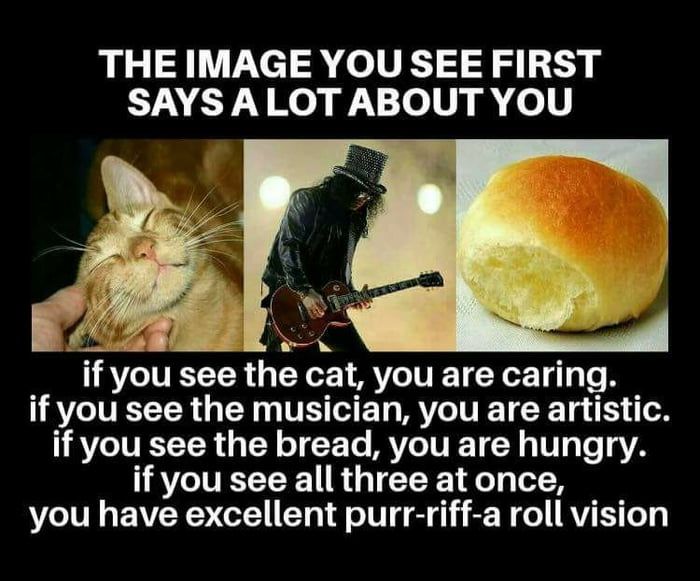 THE IMAGE YOU SEE FIRST
SAYS A LOT ABOUT YOU
if you see the cat, you are caring.
if you see the musician, you are artistic.
if you see the bread, you are hungry.
if you see all three at once,
you have excellent purr-riff-a roll vision